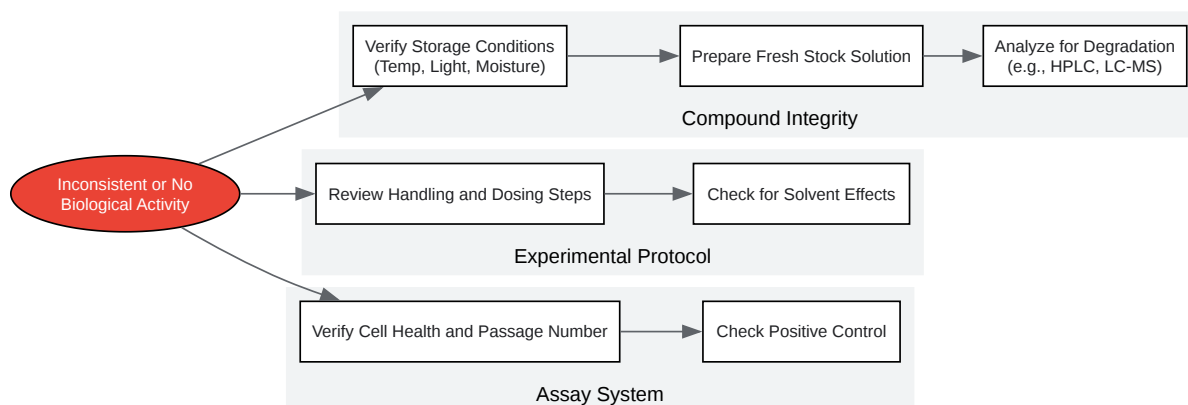 Inconsistent or No
Biological Activity
Verify Storage Conditions
(Temp, Light, Moisture)
Prepare Fresh Stock Solution
Analyze for Degradation
(e.g., HPLC, LC-MS)
Compound Integrity
Review Handling and Dosing Steps
Check for Solvent Effects
Experimental Protocol
Verify Cell Health and Passage Number
Check Positive Control
Assay System